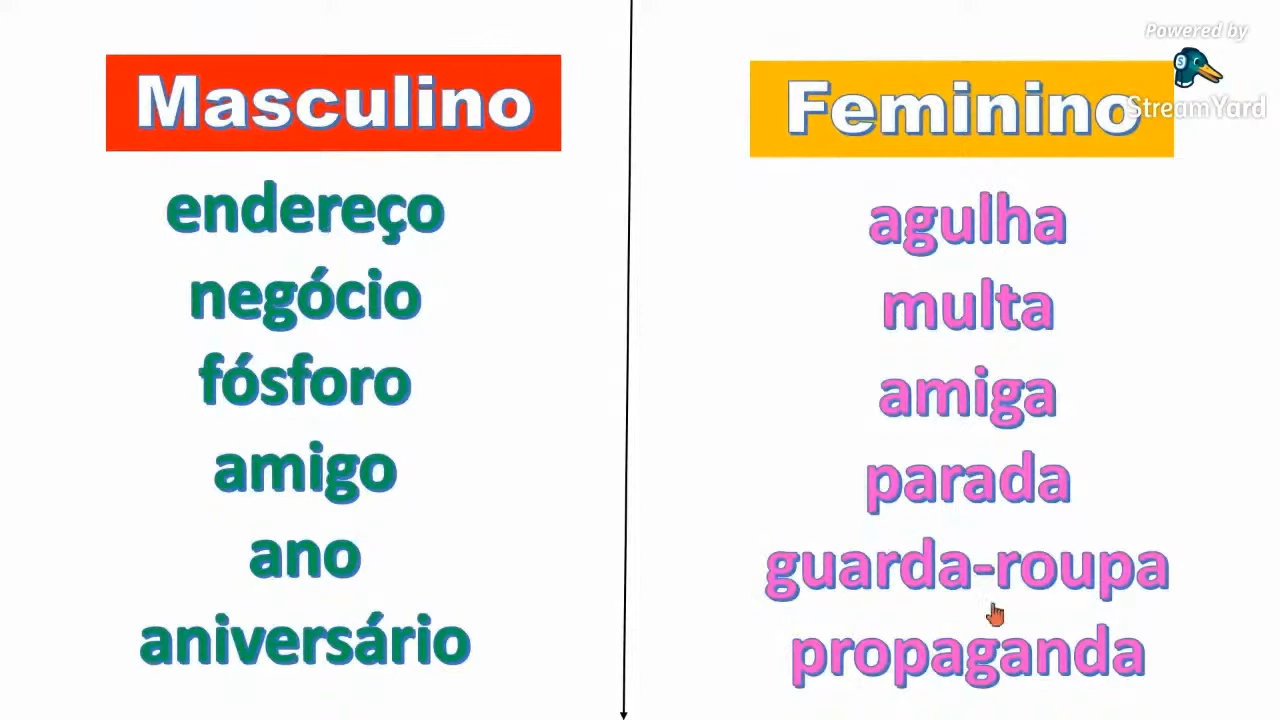 Powered by
StreamYard
Masculino
endereço
negócio
fósforo
amigo
ano
aniversário
Feminino
agulha
multa
amiga
parada
guarda-roupa
propaganda